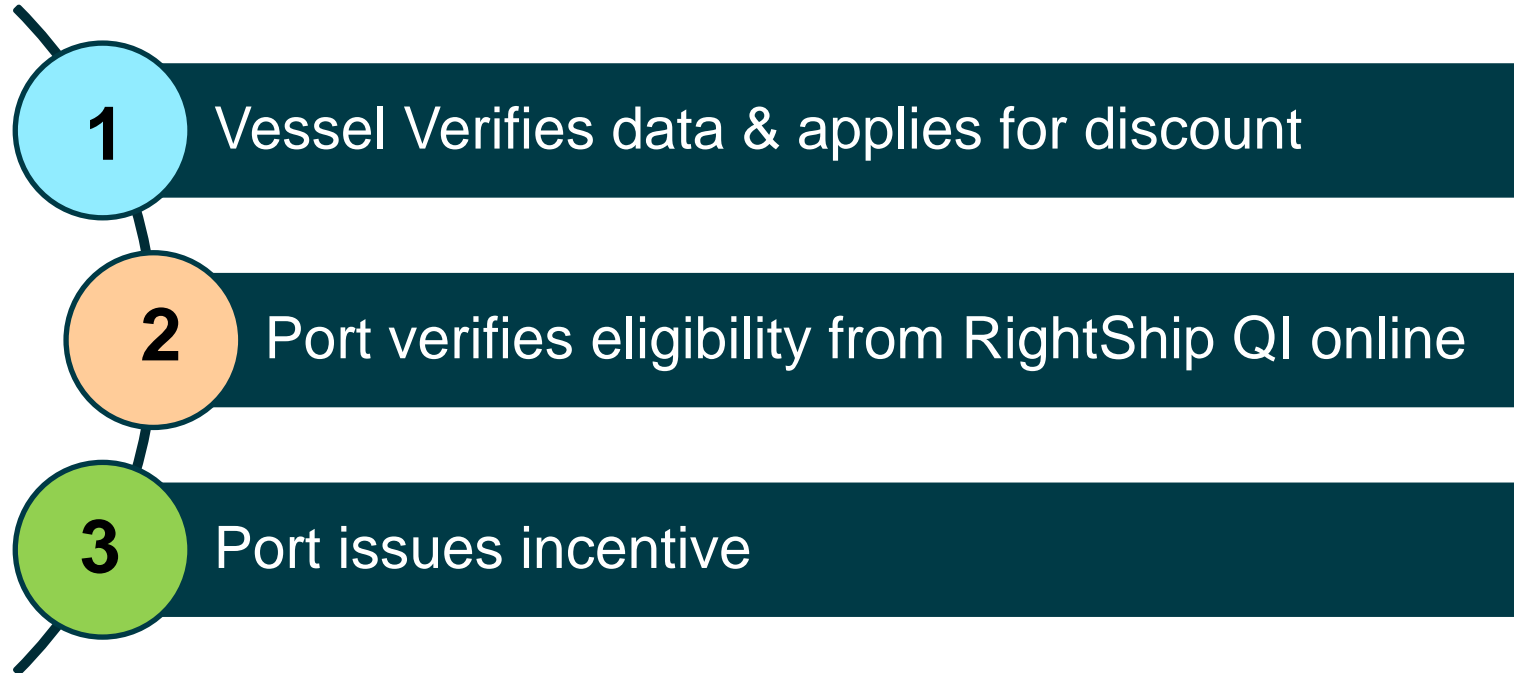 1
Vessel Verifies data & applies for discount
2
Port verifies eligibility from RightShip QI online
3
Port issues incentive